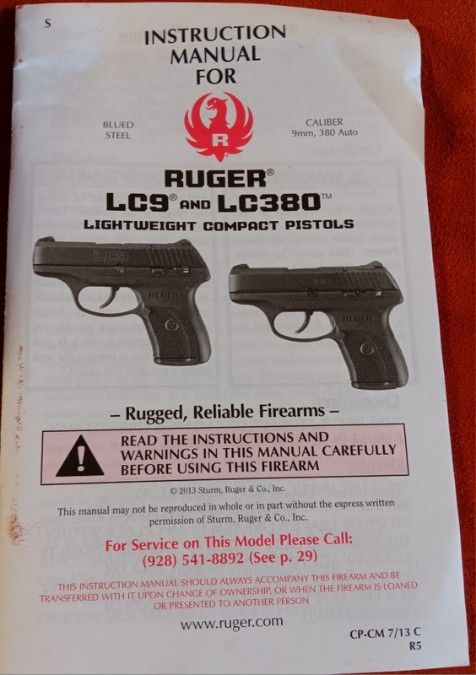 S
INSTRUCTION
MANUAL
FOR
BLUED
STEEL
CALIBER
9mm, 380 Auto
R
RUGER®
LC9® AND LC380™
LIGHTWEIGHT COMPACT PISTOLS
LC9
RUGER
RUGER
– Rugged, Reliable Firearms –
READ THE INSTRUCTIONS AND
WARNINGS IN THIS MANUAL CAREFULLY
BEFORE USING THIS FIREARM
© 2013 Sturm, Ruger & Co., Inc.
This manual may not be reproduced in whole or in part without the express written
permission of Sturm, Ruger & Co., Inc.
For Service on This Model Please Call:
(928) 541-8892 (See p. 29)
THIS INSTRUCTION MANUAL SHOULD ALWAYS ACCOMPANY THIS FIREARM AND BE
TRANSFERRED WITH IT UPON CHANGE OF OWNERSHIP, OR WHEN THE FIREARM IS LOANED
OR PRESENTED TO ANOTHER PERSON
www.ruger.com
CP-CM 7/13 C
R5